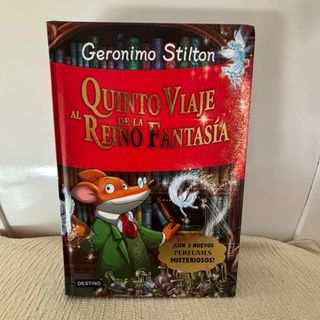 Geronimo Stilton
QUINTO VIAJE
AL DE LA
REINO FANTASÍA
¡CON 3 NUEVOS
PERFUMES
MISTERIOSOS!
DESTINO